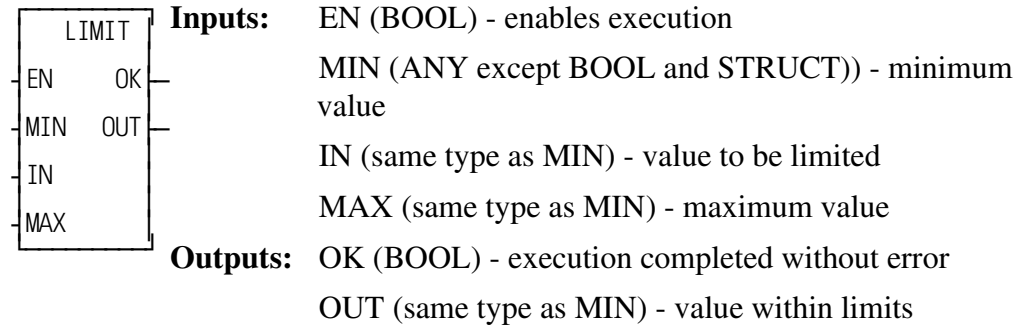 LIMIT
EN OK
MIN OUT
IN
MAX
Inputs: EN (BOOL) - enables execution
MIN (ANY except BOOL and STRUCT)) - minimum
value
IN (same type as MIN) - value to be limited
MAX (same type as MIN) - maximum value
Outputs: OK (BOOL) - execution completed without error
OUT (same type as MIN) - value within limits